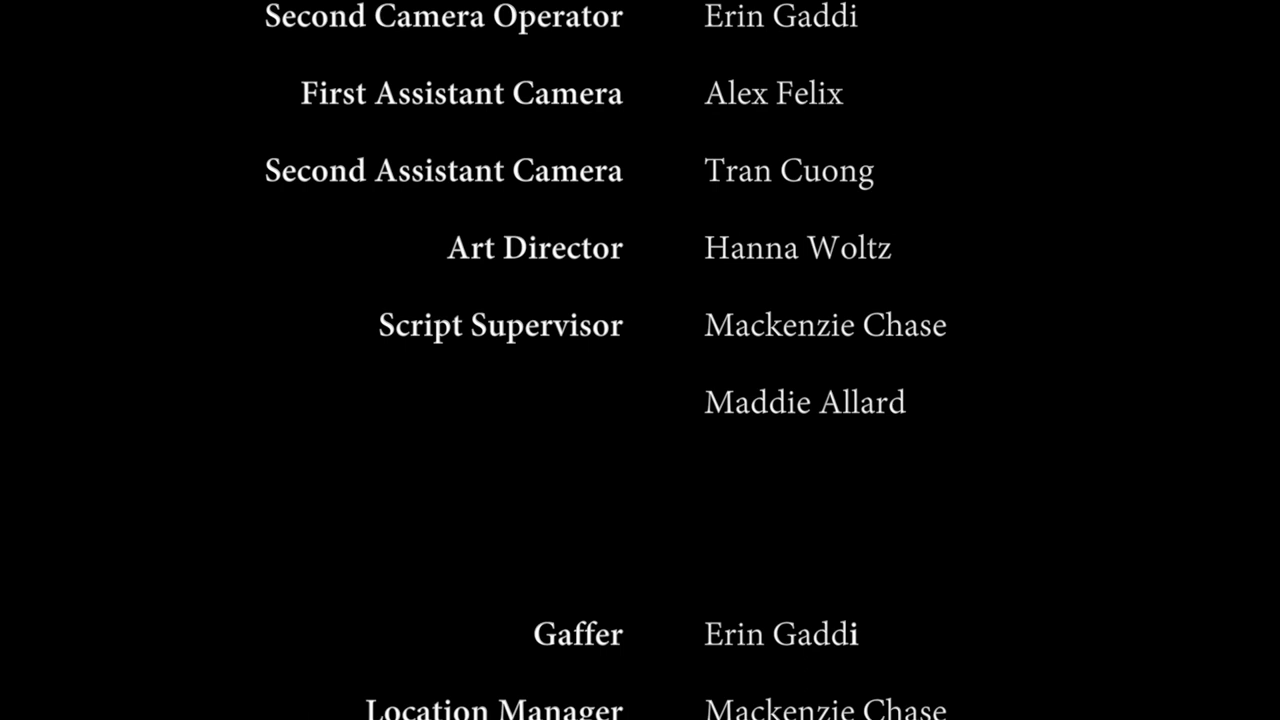 Second Camera Operator Erin Gaddi
First Assistant Camera Alex Felix
Second Assistant Camera Tran Cuong
Art Director Hanna Woltz
Script Supervisor Mackenzie Chase
Maddie Allard
Gaffer Erin Gaddi
Location Manager Mackenzie Chase